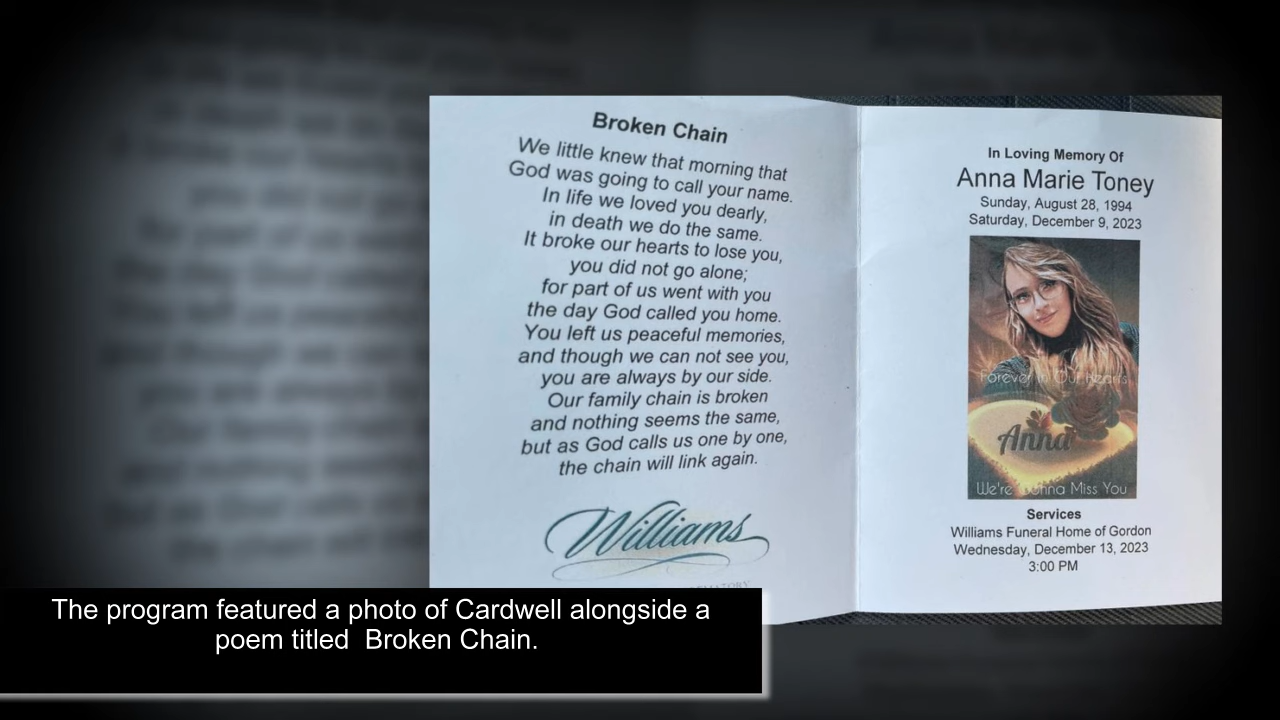 Broken Chain
We little knew that morning that
God was going to call your name.
In life we loved you dearly,
in death we do the same.
It broke our hearts to lose you,
you did not go alone;
for part of us went with you
the day God called you home.
You left us peaceful memories,
and though we can not see you,
you are always by our side.
Our family chain is broken
and nothing seems the same,
but as God calls us one by one,
the chain will link again.
Williams
In Loving Memory Of
Anna Marie Toney
Sunday, August 28, 1994
Saturday, December 9, 2023
Forever In Our Hearts
Anna
We're Gonna Miss You
Services
Williams Funeral Home of Gordon
Wednesday, December 13, 2023
3:00 PM
The program featured a photo of Cardwell alongside a
poem titled  Broken Chain.